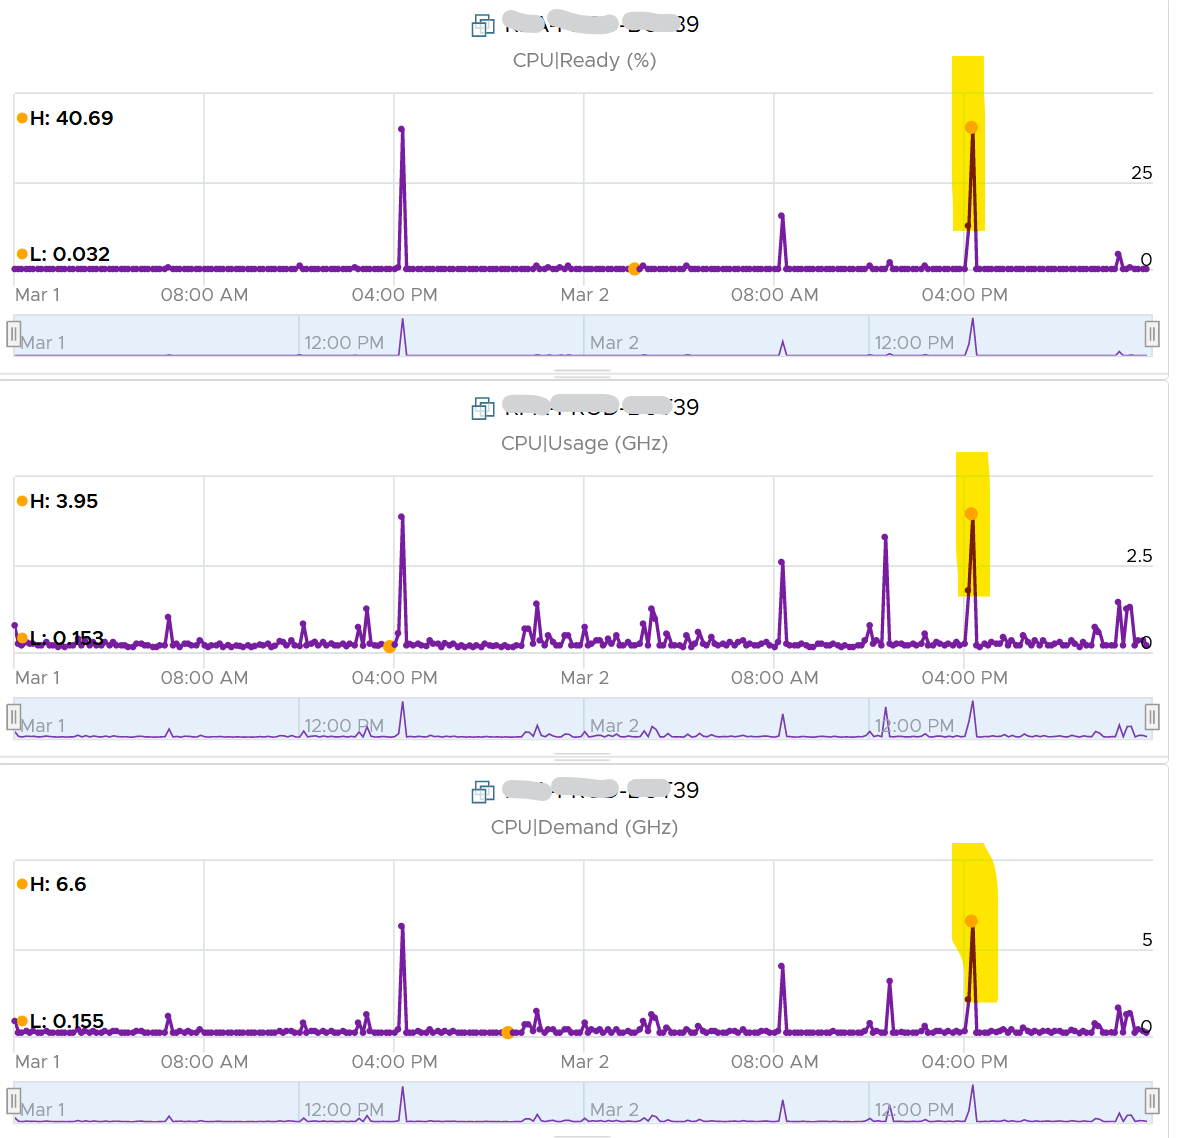 39
CPU|Ready (%)
H: 40.69
25
L: 0.032
0
Mar 1 08:00 AM 04:00 PM Mar 2 08:00 AM 04:00 PM
Mar 1 12:00 PM Mar 2 12:00 PM
39
CPU|Usage (GHz)
H: 3.95
2.5
L: 0.153
0
Mar 1 08:00 AM 04:00 PM Mar 2 08:00 AM 04:00 PM
Mar 1 12:00 PM Mar 2 12:00 PM
39
CPU|Demand (GHz)
H: 6.6
5
L: 0.155
0
Mar 1 08:00 AM 04:00 PM Mar 2 08:00 AM 04:00 PM
Mar 1 12:00 PM Mar 2 12:00 PM